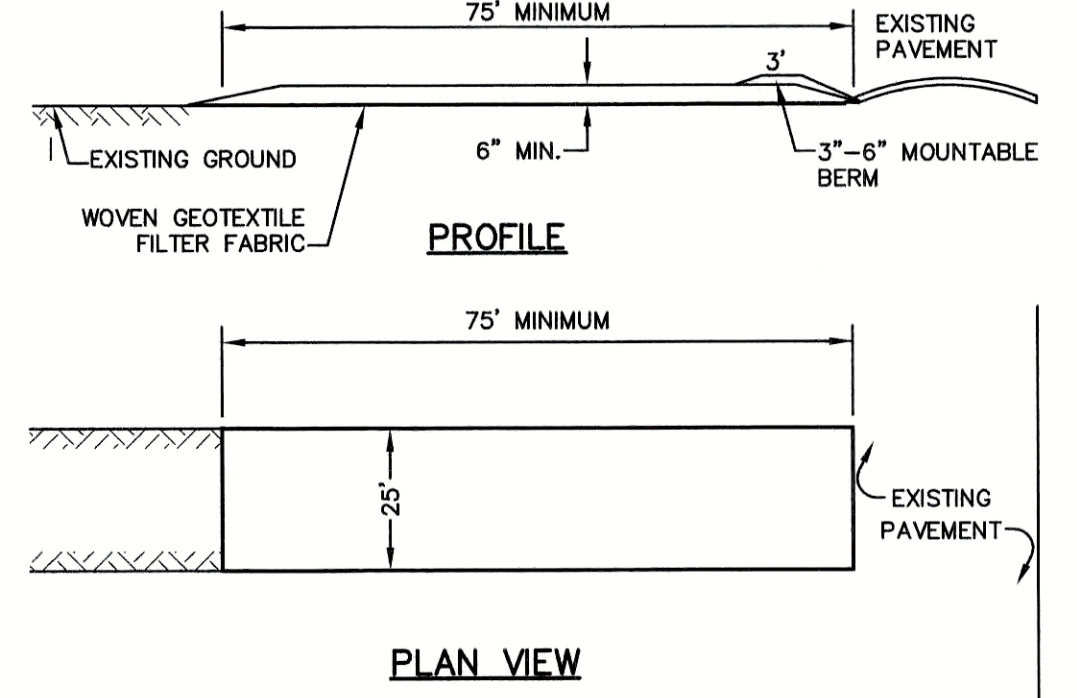 75' MINIMUM
EXISTING
PAVEMENT
3'
6" MIN.
3"-6" MOUNTABLE
BERM
EXISTING GROUND
WOVEN GEOTEXTILE
FILTER FABRIC
PROFILE
75' MINIMUM
25'
EXISTING
PAVEMENT
PLAN VIEW